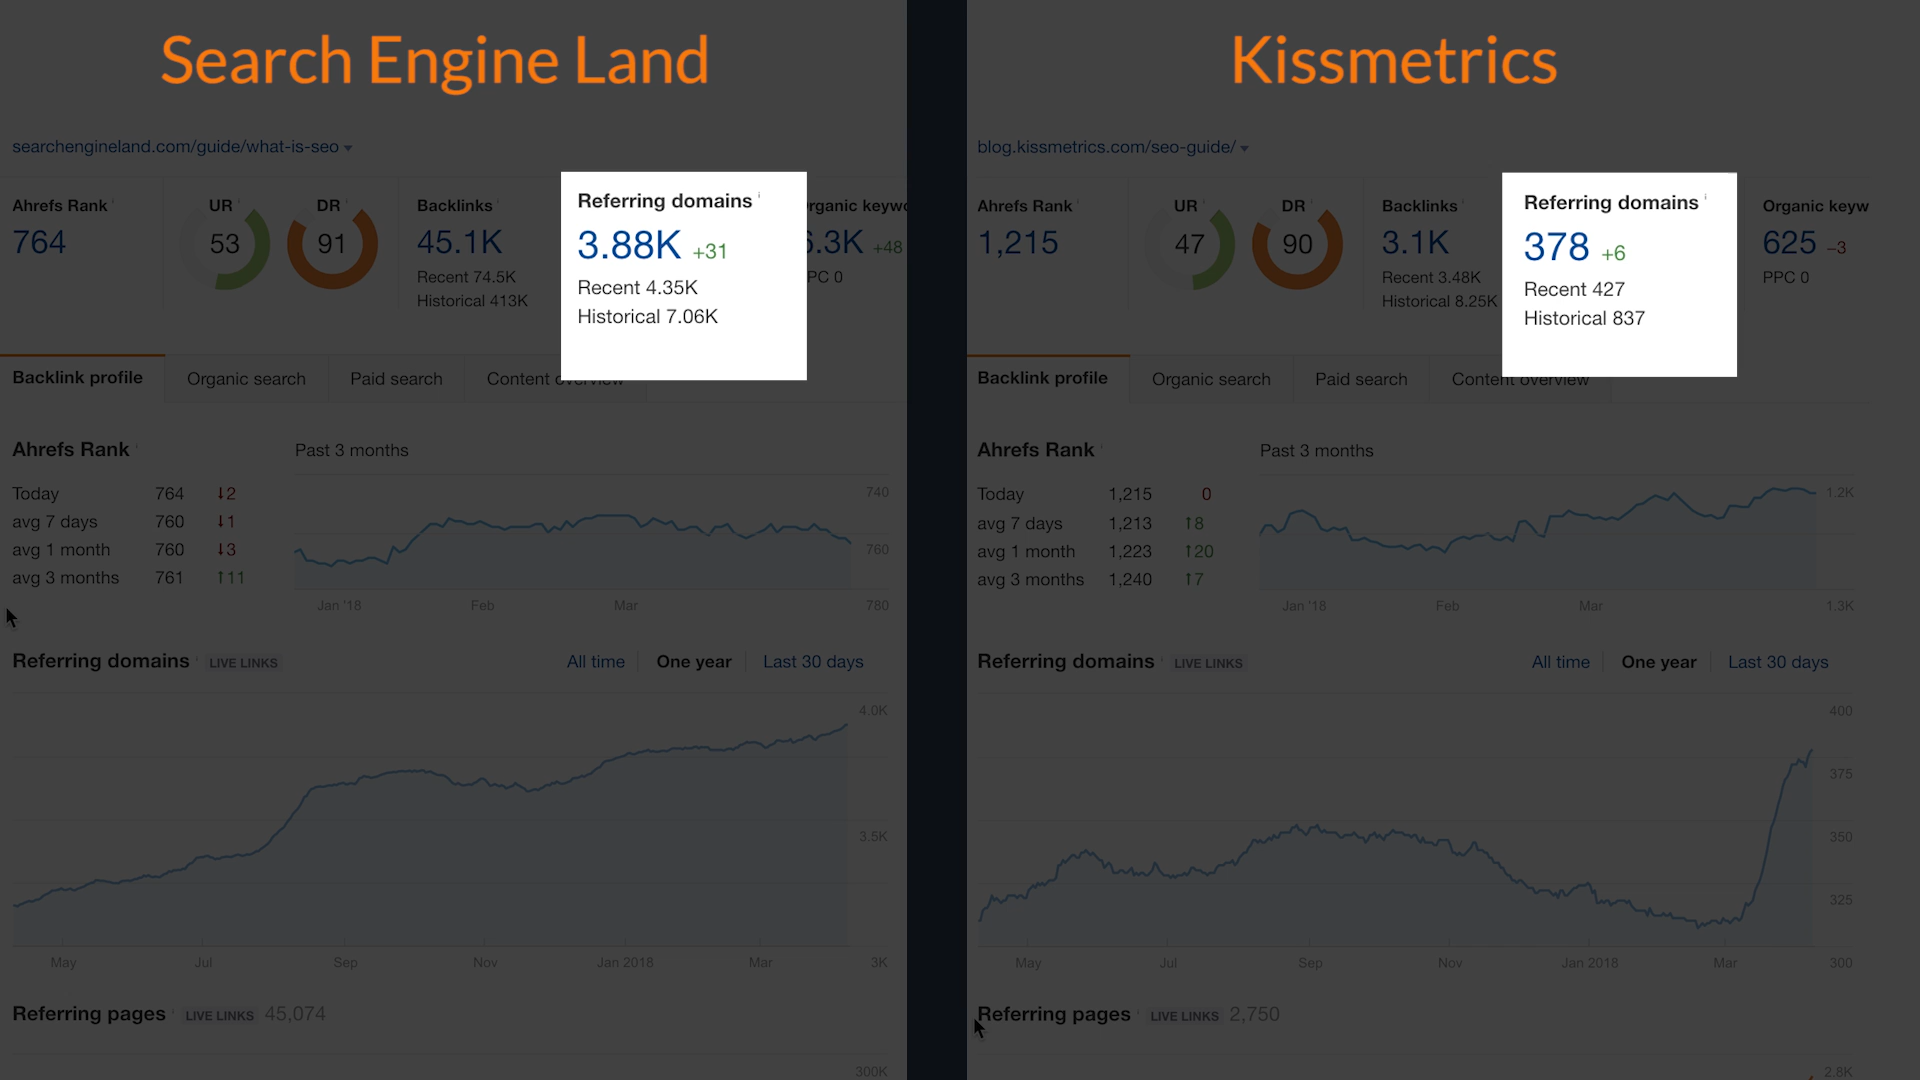 Search Engine Land
searchengineland.com/guide/what-is-seo
Ahrefs Rank
764
UR
53
DR
91
Backlinks
45.1K
Recent 74.5K
Historical 413K
Referring domains
3.88K +31
Recent 4.35K
Historical 7.06K
rganic keywo
6.3K +48
PPC 0
Backlink profile
Organic search
Paid search
Content overview
Ahrefs Rank
Past 3 months
Today 764 ↓2
avg 7 days 760 ↓1
avg 1 month 760 ↓3
avg 3 months 761 ↑11
740
760
780
Jan '18 Feb Mar
Referring domains LIVE LINKS
All time One year Last 30 days
4.0K
3.5K
3K
May Jul Sep Nov Jan 2018 Mar
Referring pages LIVE LINKS 45,074
300K
Kissmetrics
blog.kissmetrics.com/seo-guide/
Ahrefs Rank
1,215
UR
47
DR
90
Backlinks
3.1K
Recent 3.48K
Historical 8.25K
Referring domains
378 +6
Recent 427
Historical 837
Organic keyw
625 -3
PPC 0
Backlink profile
Organic search
Paid search
Content overview
Ahrefs Rank
Past 3 months
Today 1,215 0
avg 7 days 1,213 ↑8
avg 1 month 1,223 ↑20
avg 3 months 1,240 ↑7
1.2K
1.3K
Jan '18 Feb Mar
Referring domains LIVE LINKS
All time One year Last 30 days
400
375
350
325
300
May Jul Sep Nov Jan 2018 Mar
Referring pages LIVE LINKS 2,750
2.8K